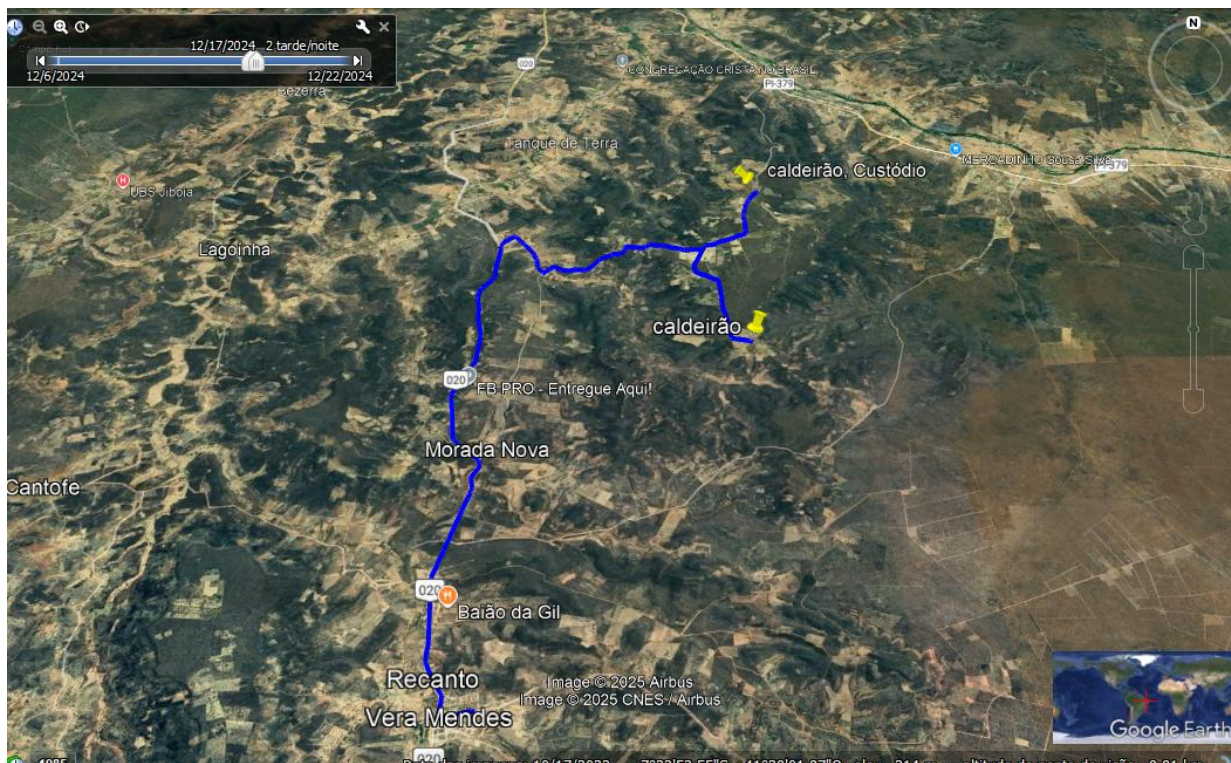 12/17/2024 2 tarde/noite
12/6/2024
12/22/2024
Bezerra
N
020
CONGREGAÇÃO CRISTÃ NO BRASIL
PI-379
Tanque de Terra
MERCADINHO Sousa Silva
PI-379
caldeirão, Custódio
H
UBS Jiboia
Lagoinha
caldeirão
020
FB PRO - Entregue Aqui!
Morada Nova
Cantofe
020
Baião da Gil
Recanto
Image © 2025 Airbus
Image © 2025 CNES / Airbus
Vera Mendes
Google Earth
020
1985